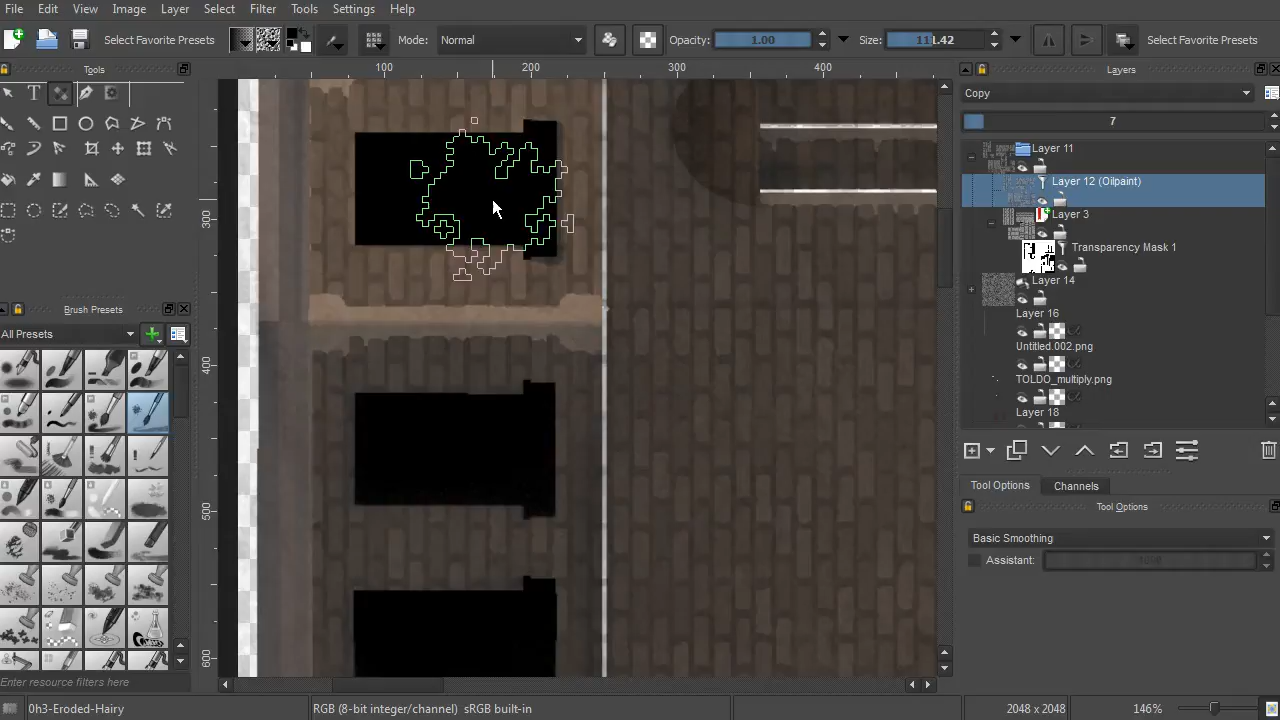 File Edit View Image Layer Select Filter Tools Settings Help
Select Favorite Presets Mode: Normal Opacity: 1.00 Size: 111.42 Select Favorite Presets
Tools 100 200 300 400 Layers
Copy
7
Layer 11
Layer 12 (Oilpaint)
Layer 3
300
Transparency Mask 1
Layer 14
Brush Presets
Layer 16
All Presets
Untitled.002.png
400
TOLDO_multiply.png
Layer 18
Tool Options Channels
500
Tool Options
Basic Smoothing
Assistant:
600
Enter resource filters here
0h3-Eroded-Hairy RGB (8-bit integer/channel) sRGB built-in 2048 x 2048 146%